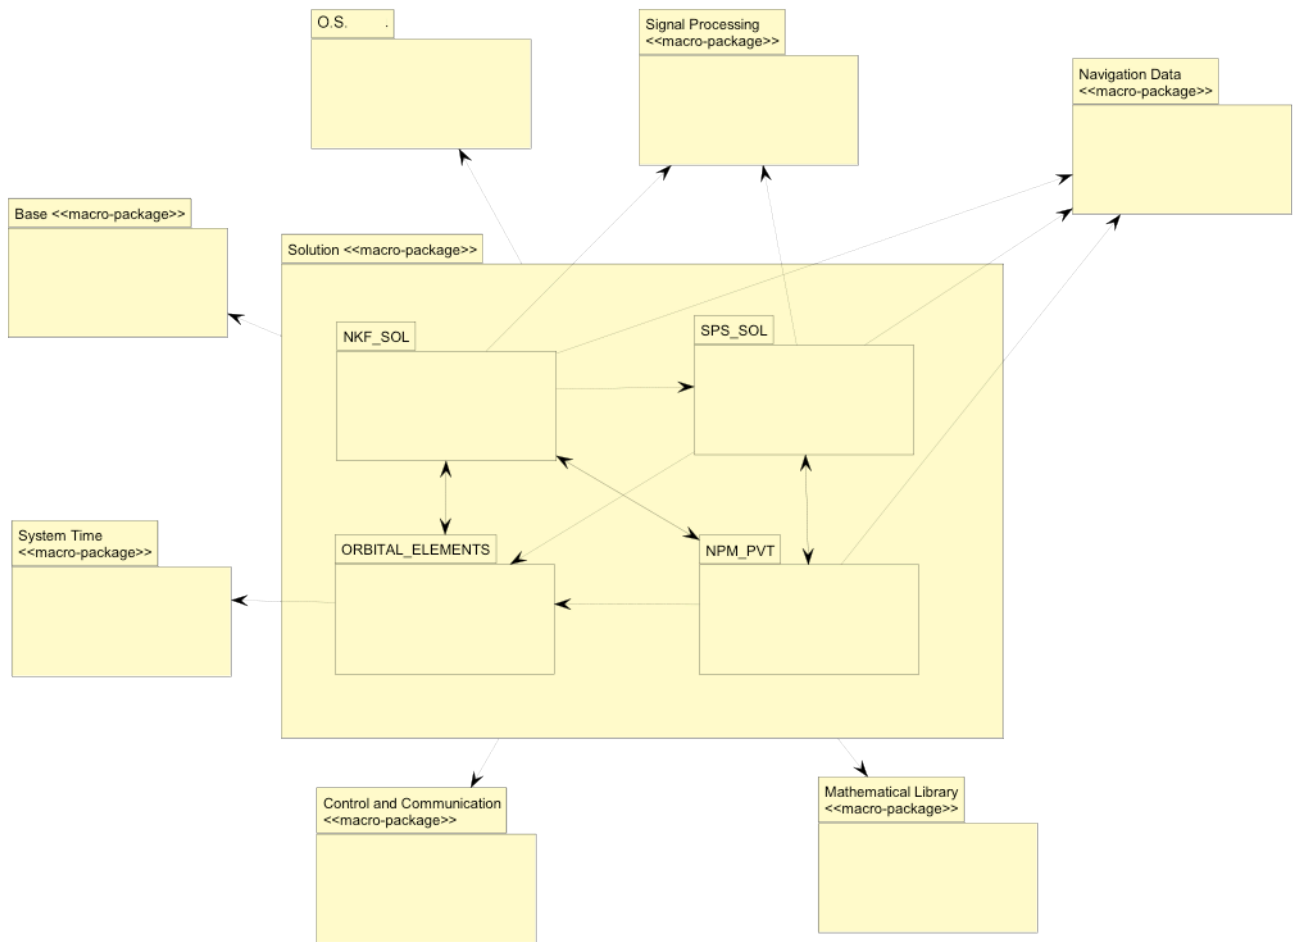 O.S. .
Signal Processing
<<macro-package>>
Navigation Data
<<macro-package>>
Base <<macro-package>>
Solution <<macro-package>>
NKF_SOL
SPS_SOL
System Time
<<macro-package>>
ORBITAL_ELEMENTS
NPM_PVT
Control and Communication
<<macro-package>>
Mathematical Library
<<macro-package>>